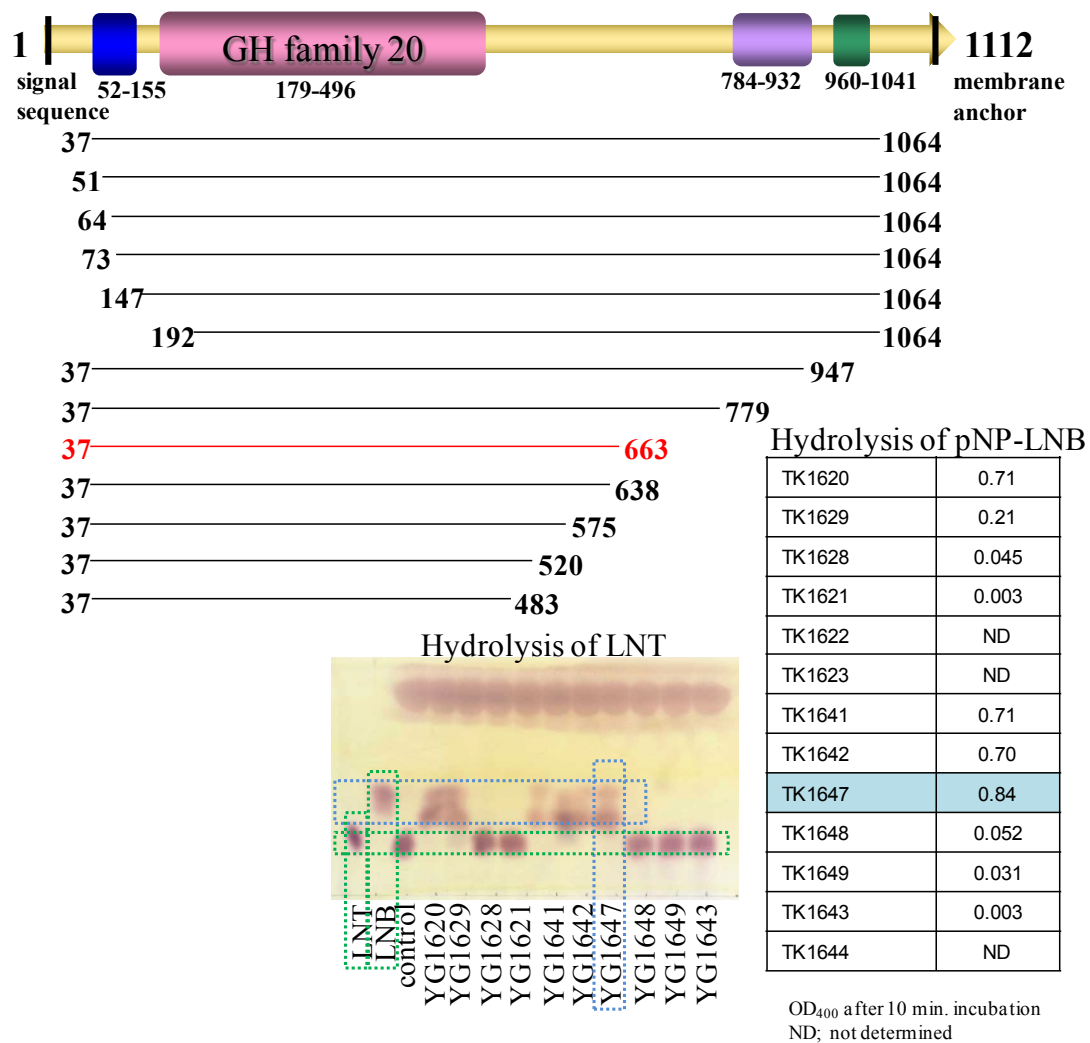 1
GH family 20
1112
signal
sequence
52-155
179-496
784-932
960-1041
membrane
anchor
37 1064
51 1064
64 1064
73 1064
147 1064
192 1064
37 947
37 779
37 663
37 638
37 575
37 520
37 483
Hydrolysis of pNP-LNB
TK1620 0.71
TK1629 0.21
TK1628 0.045
TK1621 0.003
TK1622 ND
TK1623 ND
TK1641 0.71
TK1642 0.70
TK1647 0.84
TK1648 0.052
TK1649 0.031
TK1643 0.003
TK1644 ND
OD400 after 10 min. incubation
ND; not determined
Hydrolysis of LNT
LNT
LNB
control
YG1620
YG1629
YG1628
YG1621
YG1641
YG1642
YG1647
YG1648
YG1649
YG1643